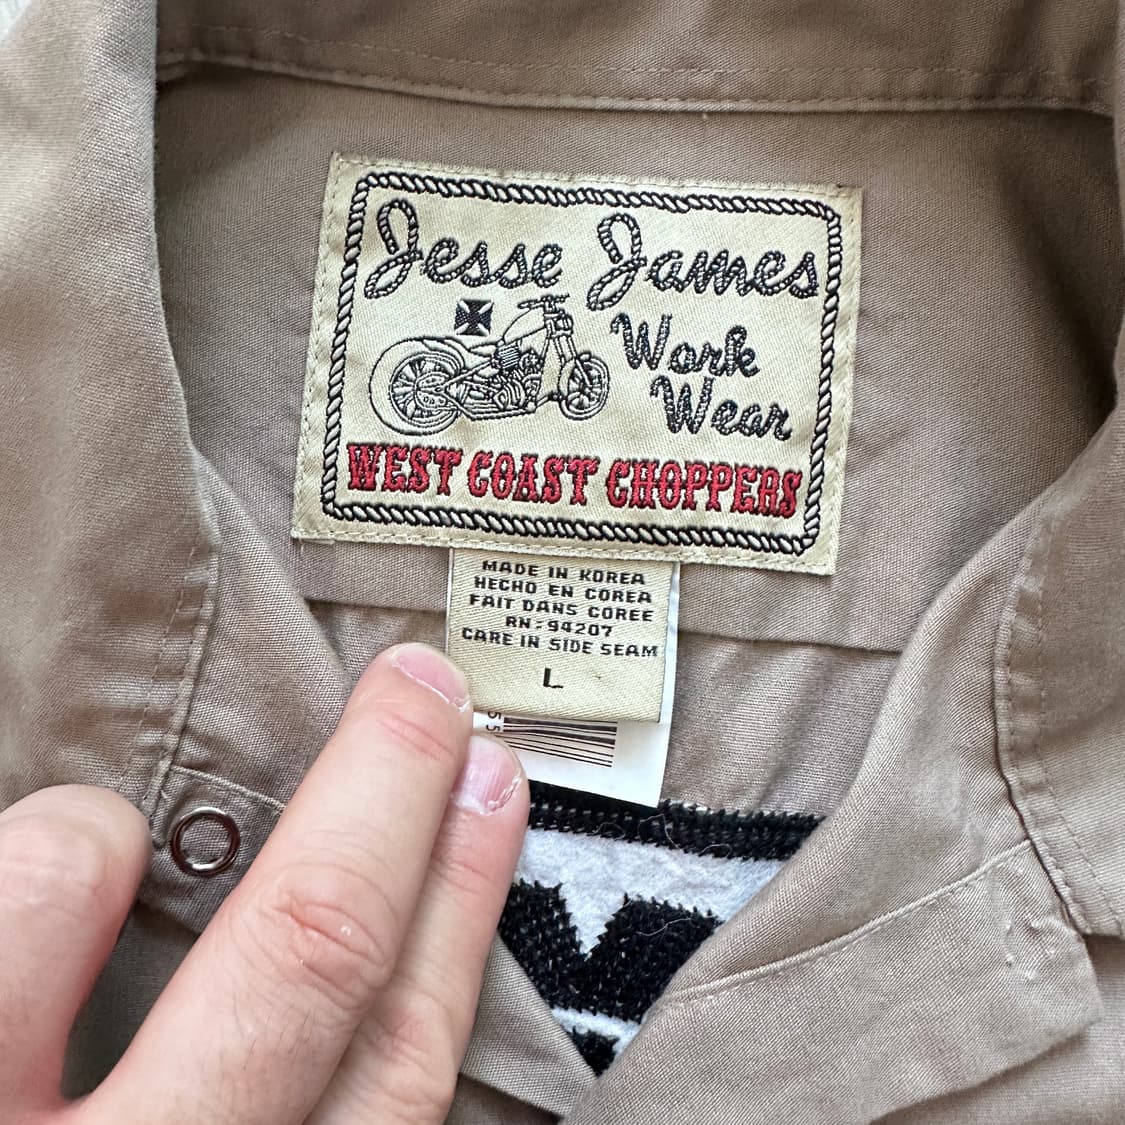 Jesse James
Work
Wear
WEST COAST CHOPPERS
MADE IN KOREA
HECHO EN COREA
FAIT DANS COREE
RN:94207
CARE IN SIDE SEAM
L
55